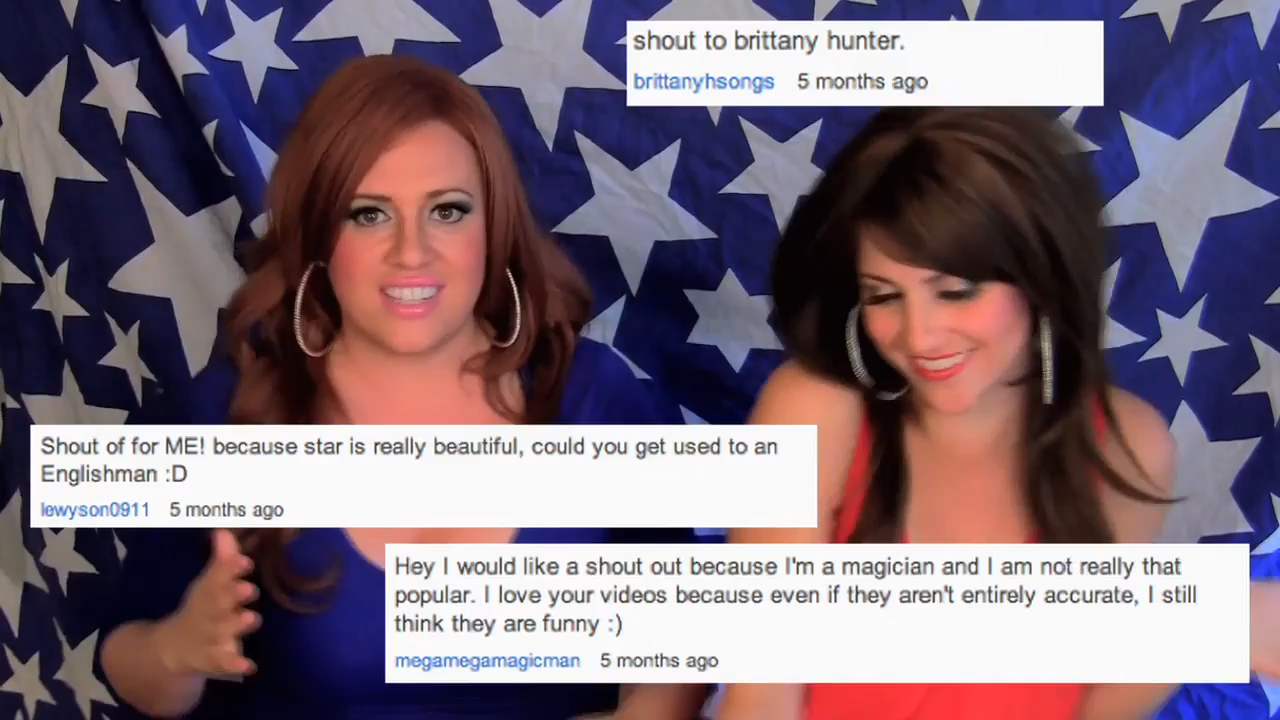 shout to brittany hunter.
brittanyhsongs 5 months ago
Shout of for ME! because star is really beautiful, could you get used to an
Englishman :D
lewyson0911 5 months ago
Hey I would like a shout out because I'm a magician and I am not really that
popular. I love your videos because even if they aren't entirely accurate, I still
think they are funny :)
megamegamagicman 5 months ago